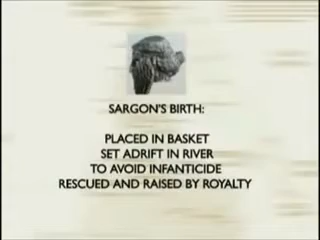 SARGON'S BIRTH:
PLACED IN BASKET
SET ADRIFT IN RIVER
TO AVOID INFANTICIDE
RESCUED AND RAISED BY ROYALTY